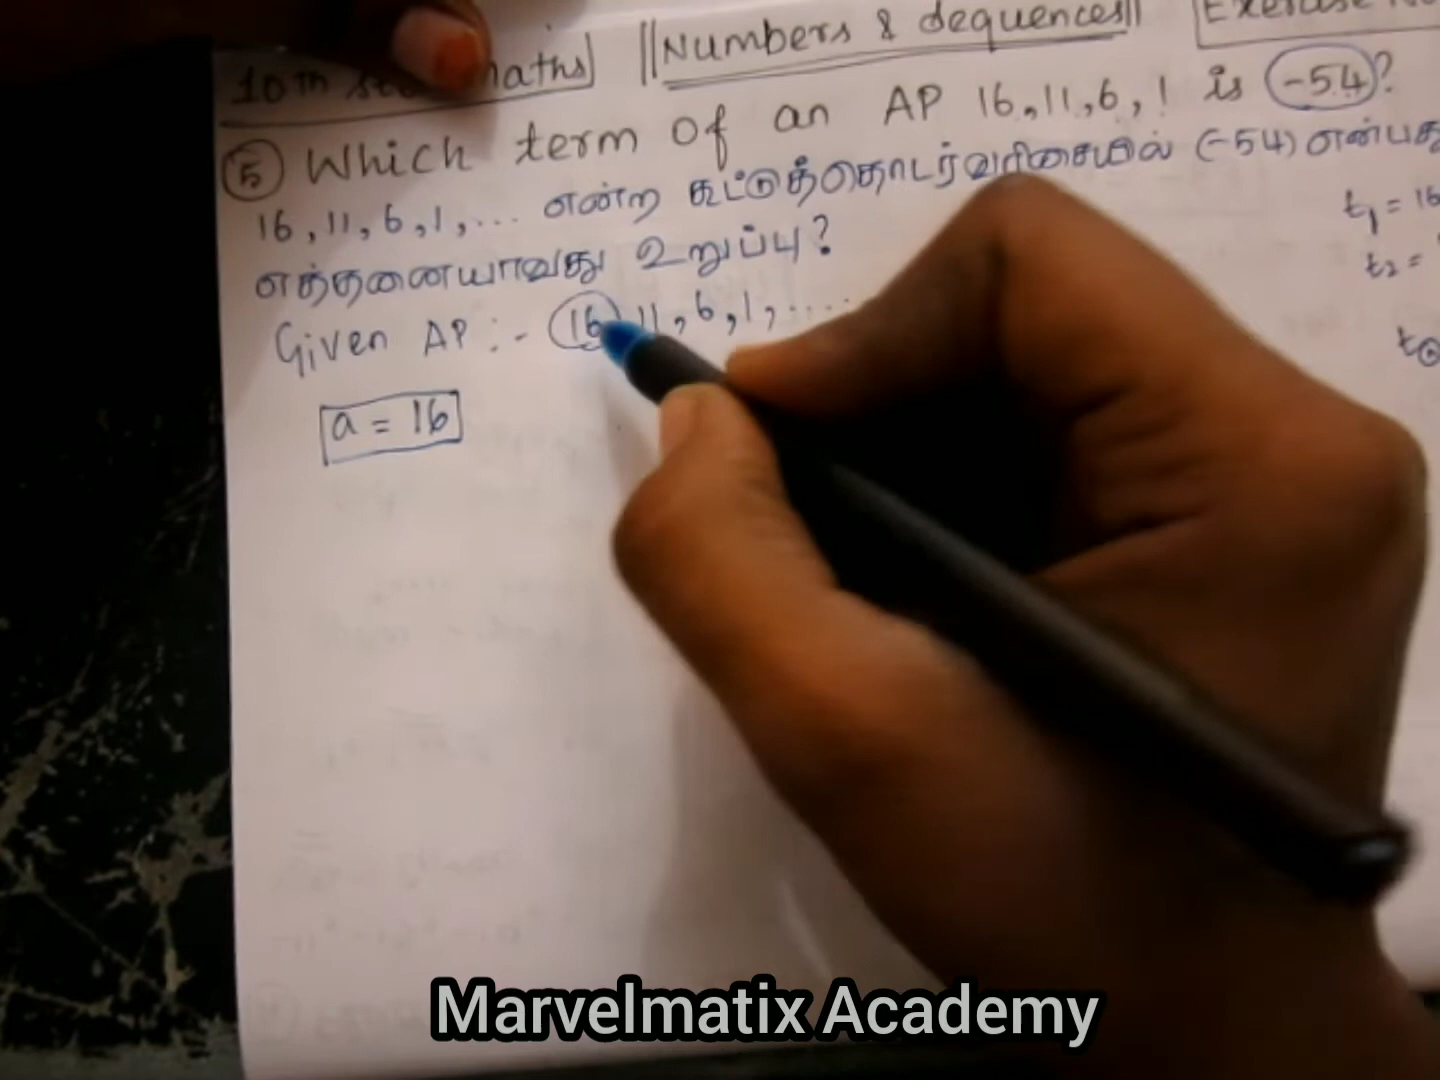 10th maths || Numbers & Sequences ||
5 Which term of an AP 16, 11, 6, 1 is -54?
16, 11, 6, 1, ... என்ற கூட்டுத்தொடர்வரிசையில் (-54) என்பது
எத்தனையாவது உறுப்பு?
t1 = 16
t2 =
Given AP :- 16, 11, 6, 1, .....
a = 16
Marvelmatix Academy